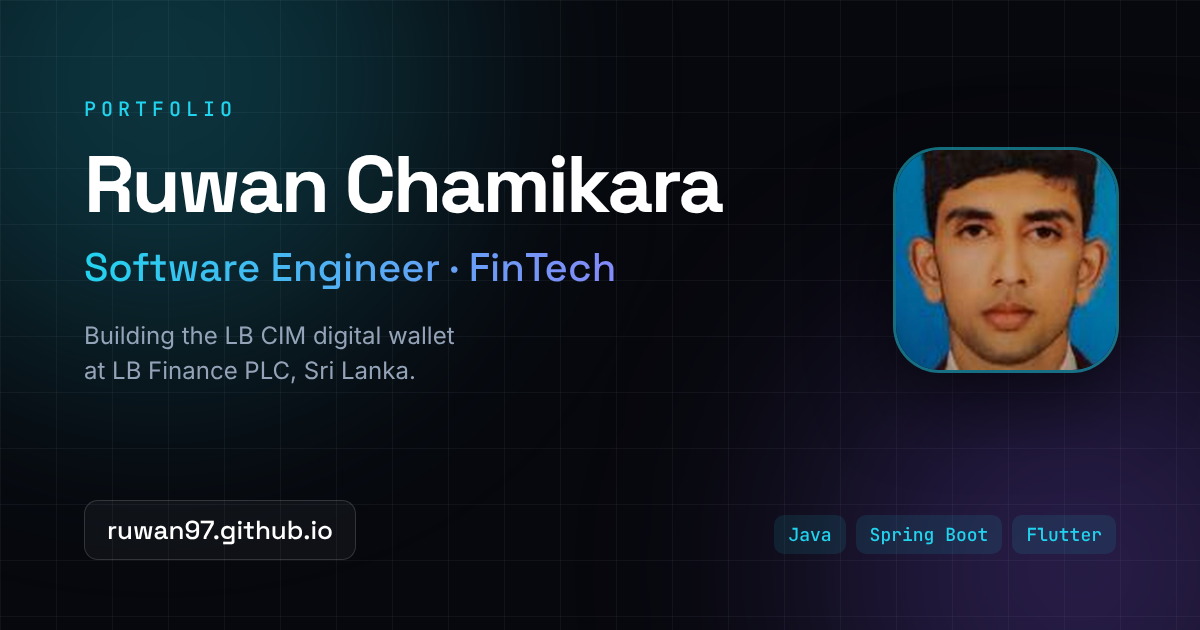 PORTFOLIO
Ruwan Chamikara
Software Engineer · FinTech
Building the LB CIM digital wallet
at LB Finance PLC, Sri Lanka.
ruwan97.github.io
Java
Spring Boot
Flutter